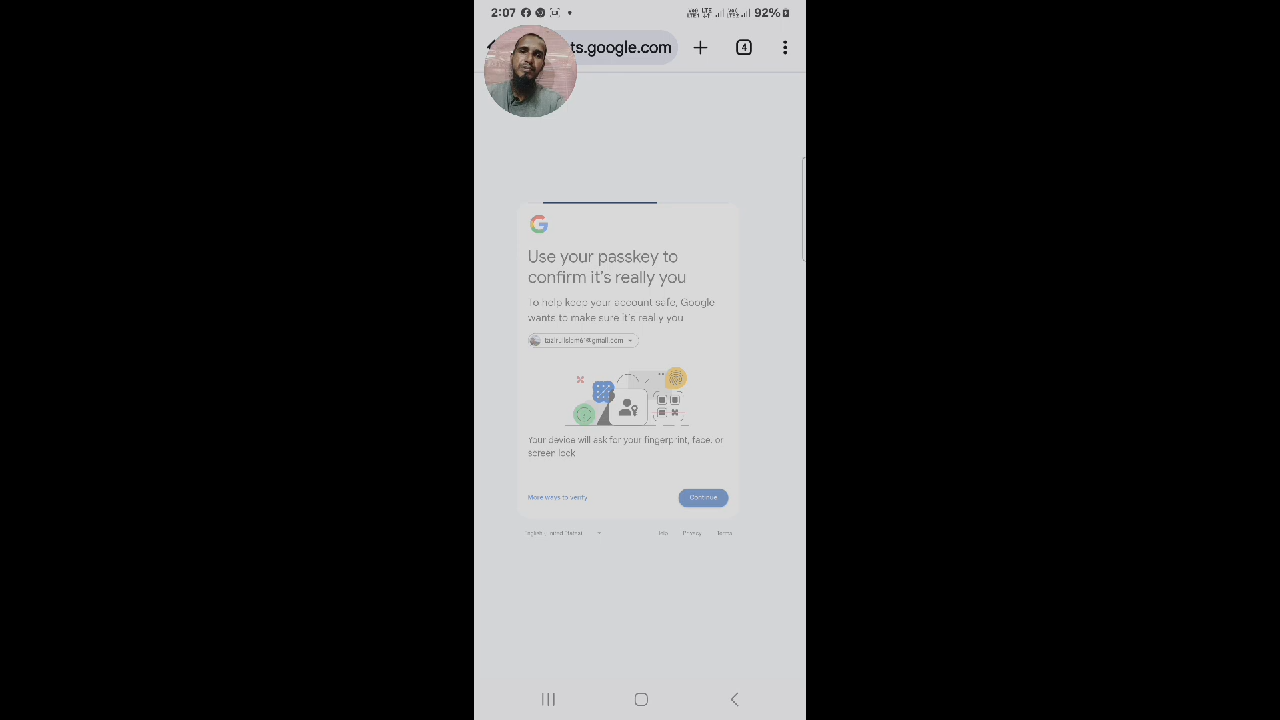 2:07
92%
ts.google.com
4
Use your passkey to
confirm it's really you
To help keep your account safe, Google
wants to make sure it's really you
Your device will ask for your fingerprint, face, or
screen lock
More ways to verify
Continue
Privacy
Terms